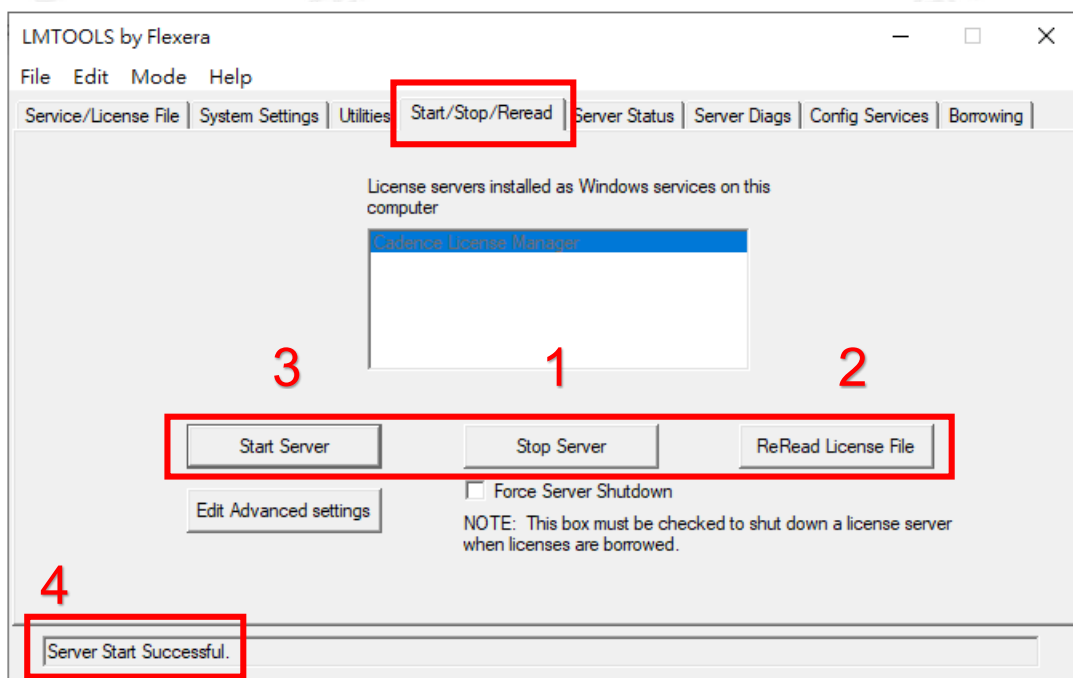 LMTOOLS by Flexera
File Edit Mode Help
Service/License File System Settings Utilities Start/Stop/Reread Server Status Server Diags Config Services Borrowing
License servers installed as Windows services on this
computer
Cadence License Manager
3 1 2
Start Server Stop Server ReRead License File
Edit Advanced settings
Force Server Shutdown
NOTE: This box must be checked to shut down a license server
when licenses are borrowed.
4
Server Start Successful.